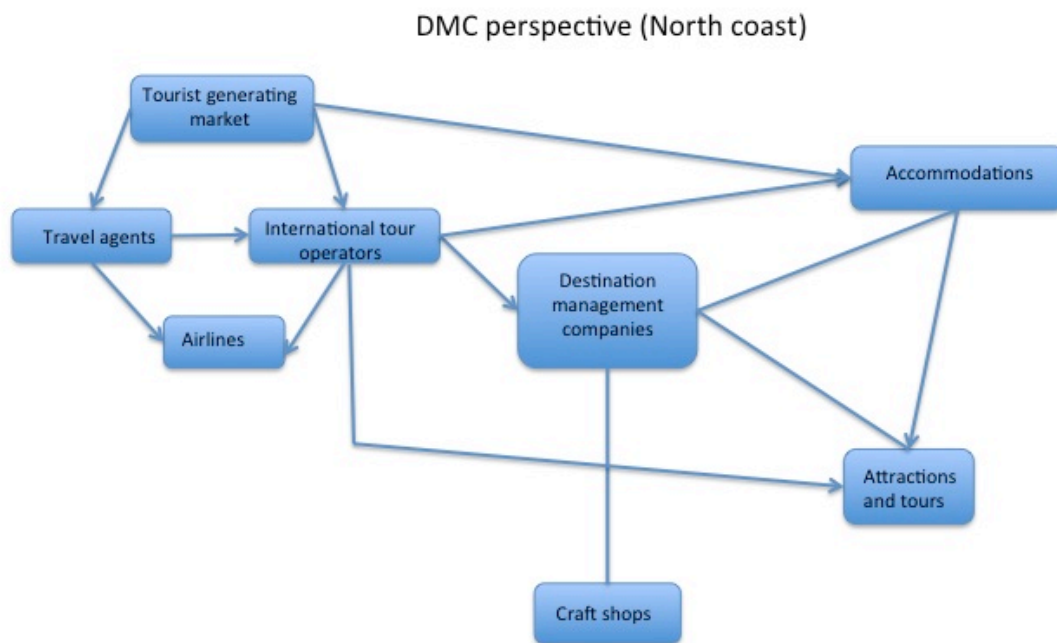 DMC perspective (North coast)
Tourist generating
market
Accommodations
Travel agents
International tour
operators
Destination
management
companies
Airlines
Attractions
and tours
Craft shops